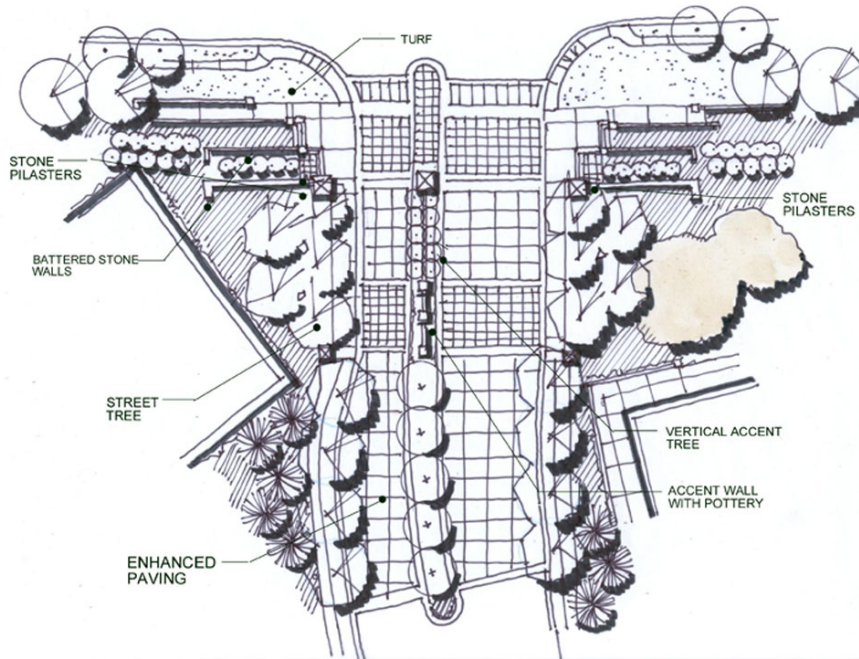 TURF
STONE
PILASTERS
STONE
PILASTERS
BATTERED STONE
WALLS
STREET
TREE
VERTICAL ACCENT
TREE
ACCENT WALL
WITH POTTERY
ENHANCED
PAVING